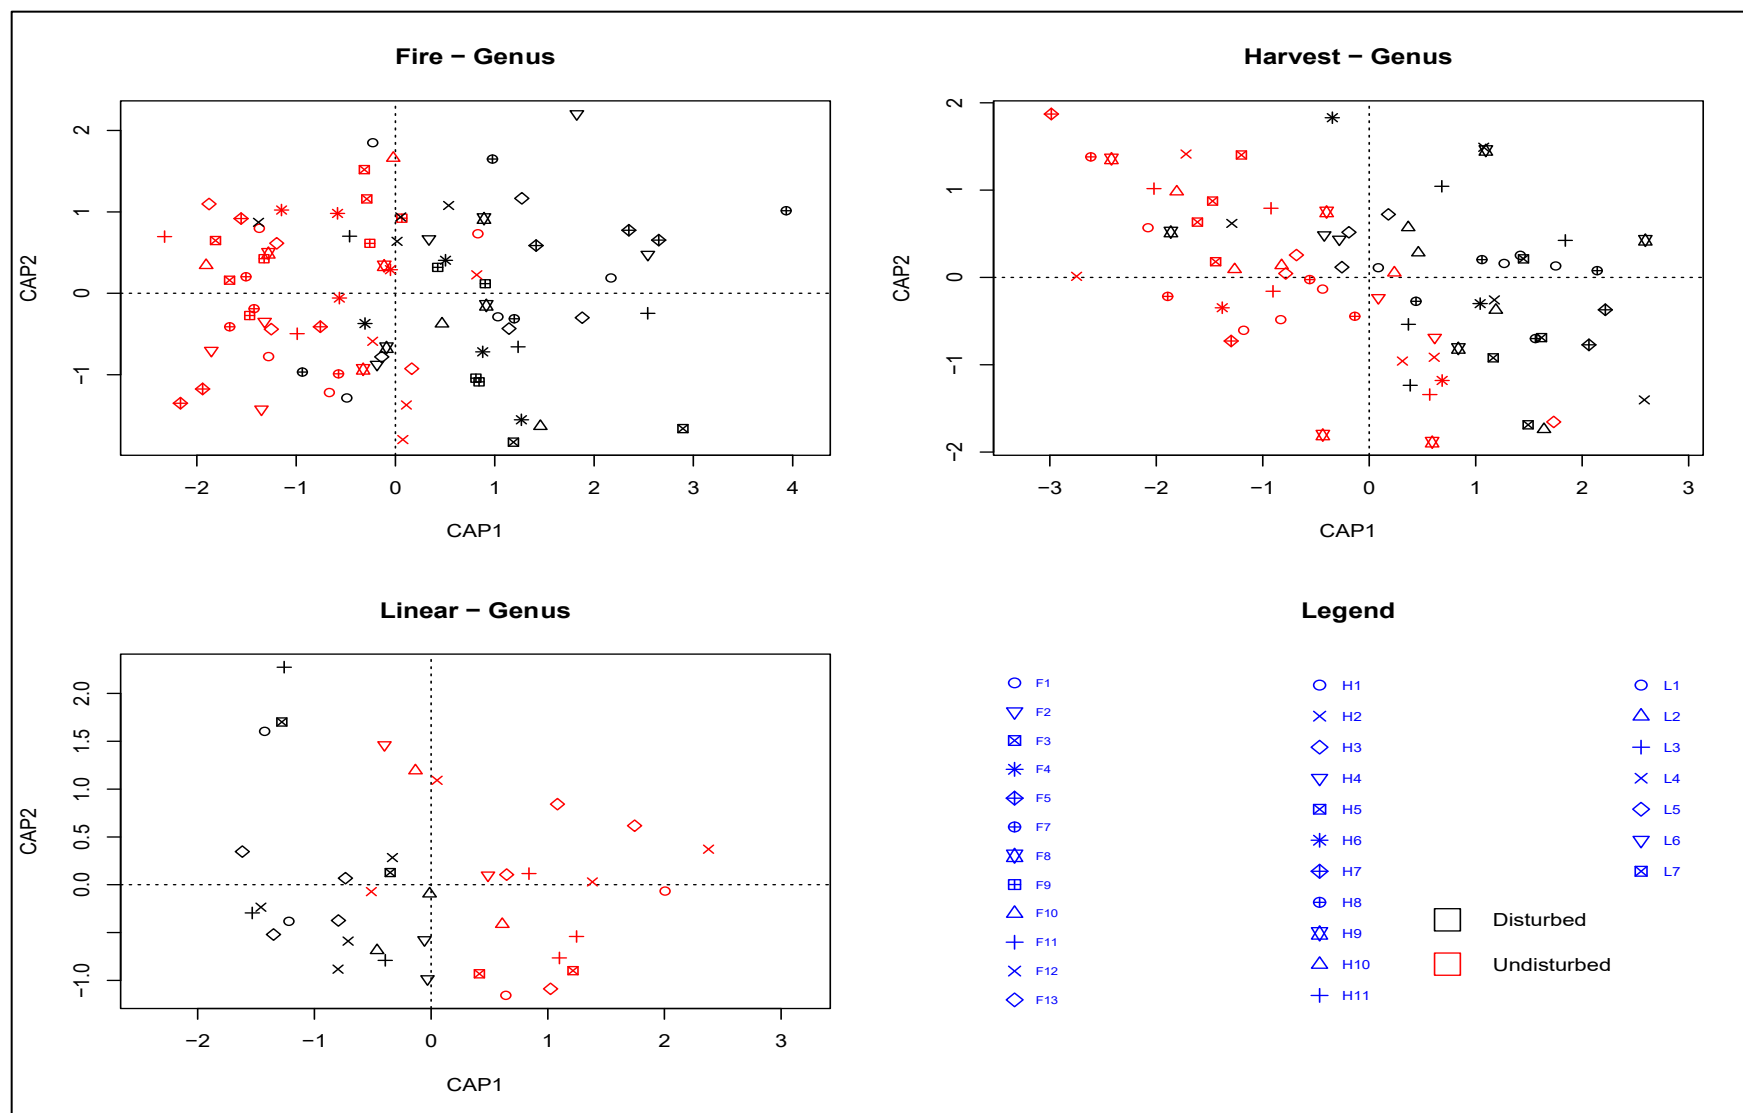 Fire − Genus
2
1
0
−1
CAP2
−2
−1
0
1
2
3
4
CAP1
Harvest − Genus
2
1
0
−1
−2
CAP2
−3
−2
−1
0
1
2
3
CAP1
Linear − Genus
2.0
1.5
1.0
0.5
0.0
−1.0
CAP2
−2
−1
0
1
2
3
CAP1
Legend
F1
F2
F3
F4
F5
F7
F8
F9
F10
F11
F12
F13
H1
H2
H3
H4
H5
H6
H7
H8
H9
H10
H11
L1
L2
L3
L4
L5
L6
L7
Disturbed
Undisturbed